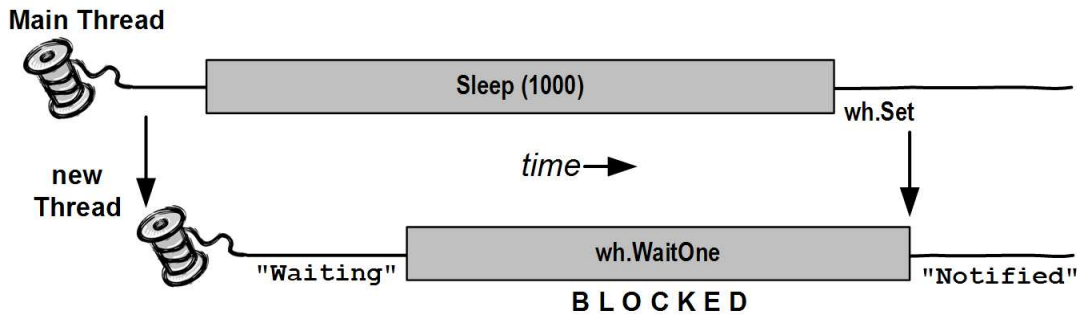 Main Thread
Sleep (1000)
wh.Set
time
new
Thread
wh.WaitOne
"Waiting"
"Notified"
BLOCKED